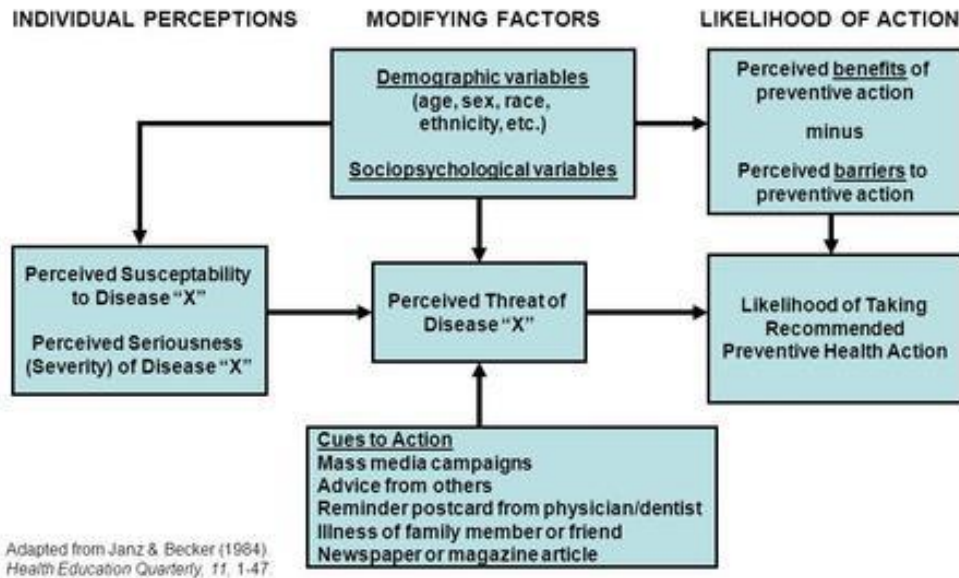 INDIVIDUAL PERCEPTIONS
MODIFYING FACTORS
LIKELIHOOD OF ACTION
Demographic variables
(age, sex, race,
ethnicity, etc.)
Sociopsychological variables
Perceived benefits of
preventive action
minus
Perceived barriers to
preventive action
Perceived Susceptability
to Disease “X”
Perceived Seriousness
(Severity) of Disease “X”
Perceived Threat of
Disease “X”
Likelihood of Taking
Recommended
Preventive Health Action
Cues to Action
Mass media campaigns
Advice from others
Reminder postcard from physician/dentist
Illness of family member or friend
Newspaper or magazine article
Adapted from Janz & Becker (1984).
Health Education Quarterly, 11, 1-47.